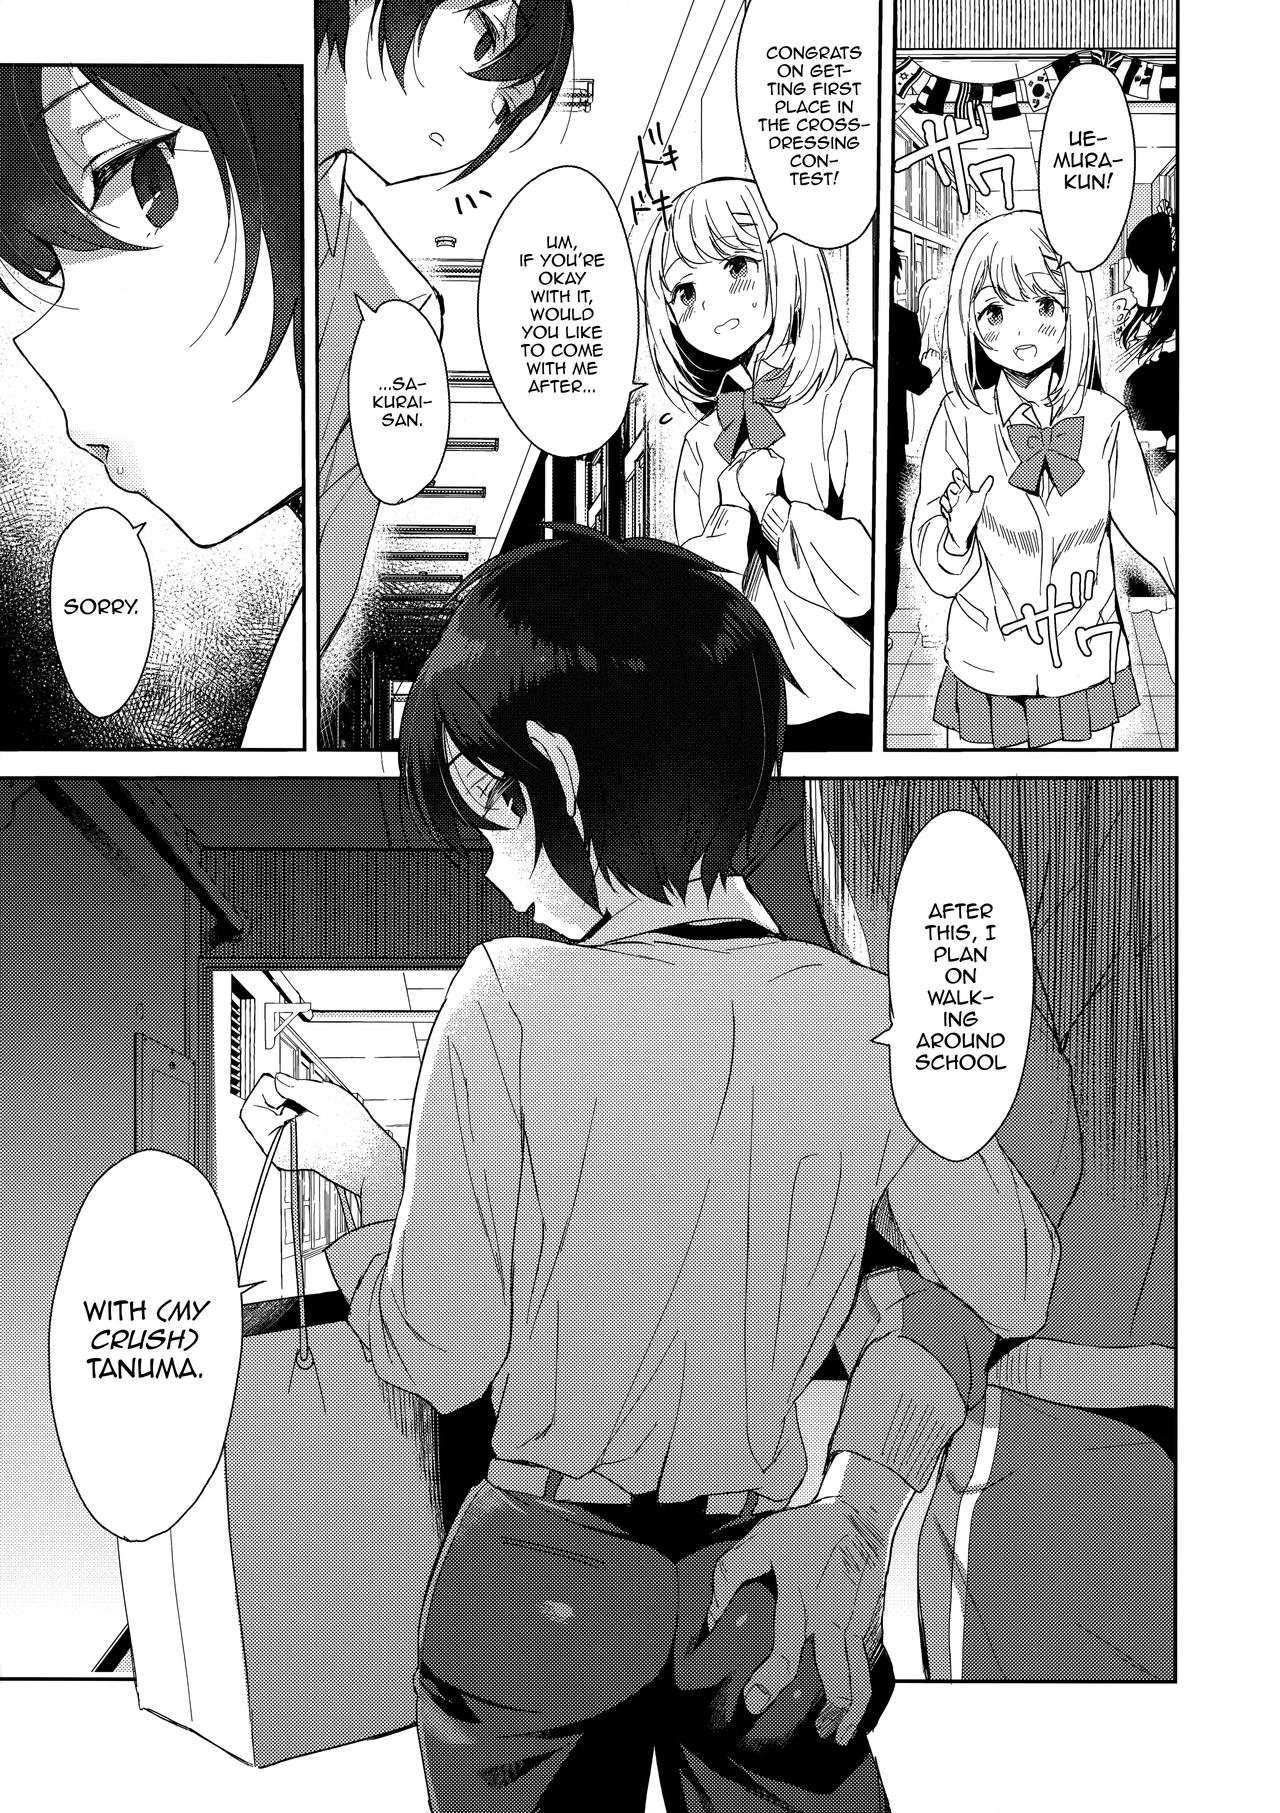 UE-
MURA-
KUN!
ザワ
ザワ
CONGRATS
ON GET-
TING FIRST
PLACE IN
THE CROSS-
DRESSING
CON-
TEST!
ドキ
ドキ
UM,
IF YOU'RE
OKAY
WITH IT,
WOULD
YOU LIKE
TO COME
WITH ME
AFTER...
...SA-
KURAI-
SAN.
SORRY.
AFTER
THIS, I
PLAN
ON
WALK-
ING
AROUND
SCHOOL
WITH (MY
CRUSH)
TANUMA.